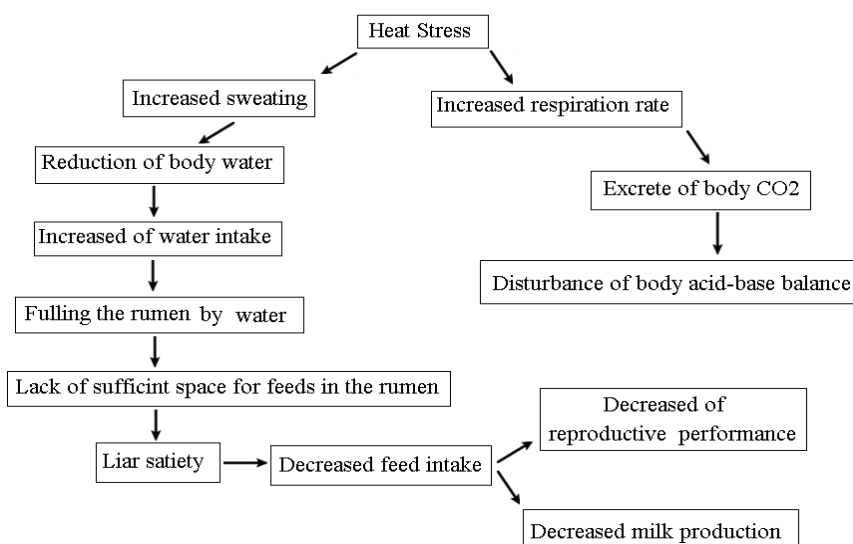 Heat Stress
Increased sweating
Increased respiration rate
Reduction of body water
Excrete of body CO2
Increased of water intake
Disturbance of body acid-base balance
Fulling the rumen by water
Lack of sufficint space for feeds in the rumen
Decreased of
reproductive performance
Liar satiety
Decreased feed intake
Decreased milk production